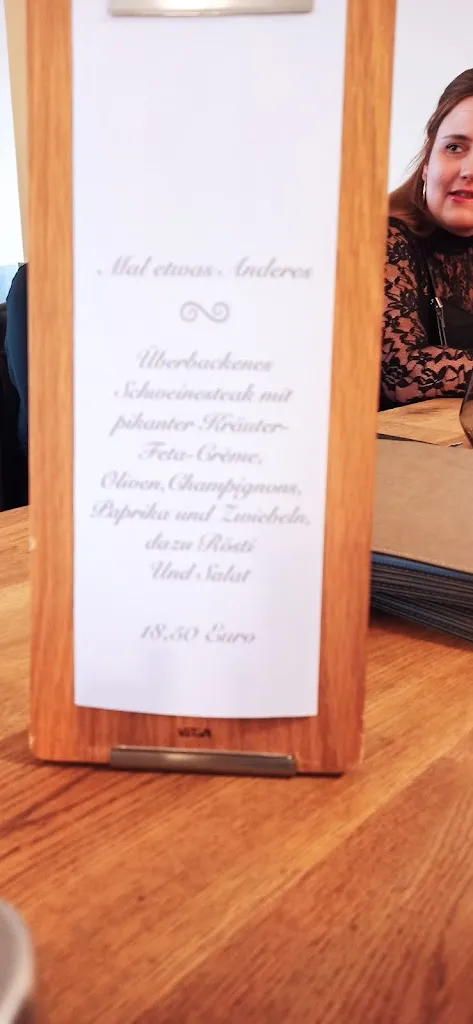 Mal etwas Anderes
Überbackenes
Schweinesteak mit
pikanter Kräuter-
Feta-Crème,
Oliven, Champignons,
Paprika und Zwiebeln,
dazu Rösti
Und Salat
18,50 Euro